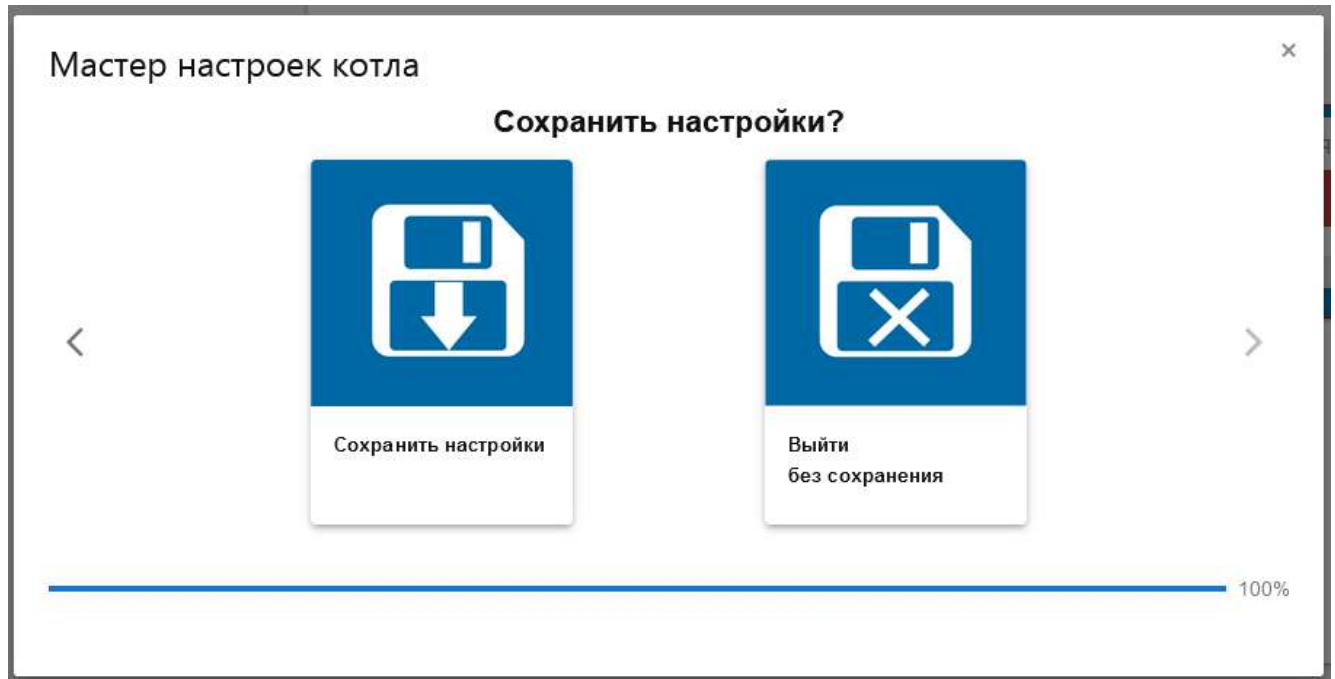 Мастер настроек котла
×
Сохранить настройки?
Сохранить настройки
Выйти
без сохранения
100%